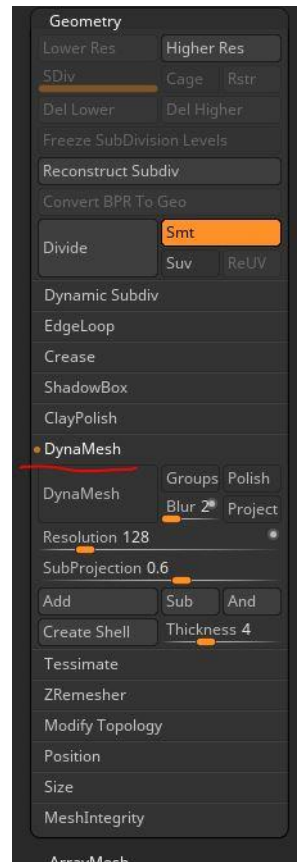 Geometry
Lower Res Higher Res
SDiv Cage Rstr
Del Lower Del Higher
Freeze SubDivision Levels
Reconstruct Subdiv
Convert BPR To Geo
Divide Smt
Suv ReUV
Dynamic Subdiv
EdgeLoop
Crease
ShadowBox
ClayPolish
DynaMesh
DynaMesh Groups Polish
Blur 2 Project
Resolution 128
SubProjection 0.6
Add Sub And
Create Shell Thickness 4
Tessimate
ZRemesher
Modify Topology
Position
Size
MeshIntegrity
ArrayMesh